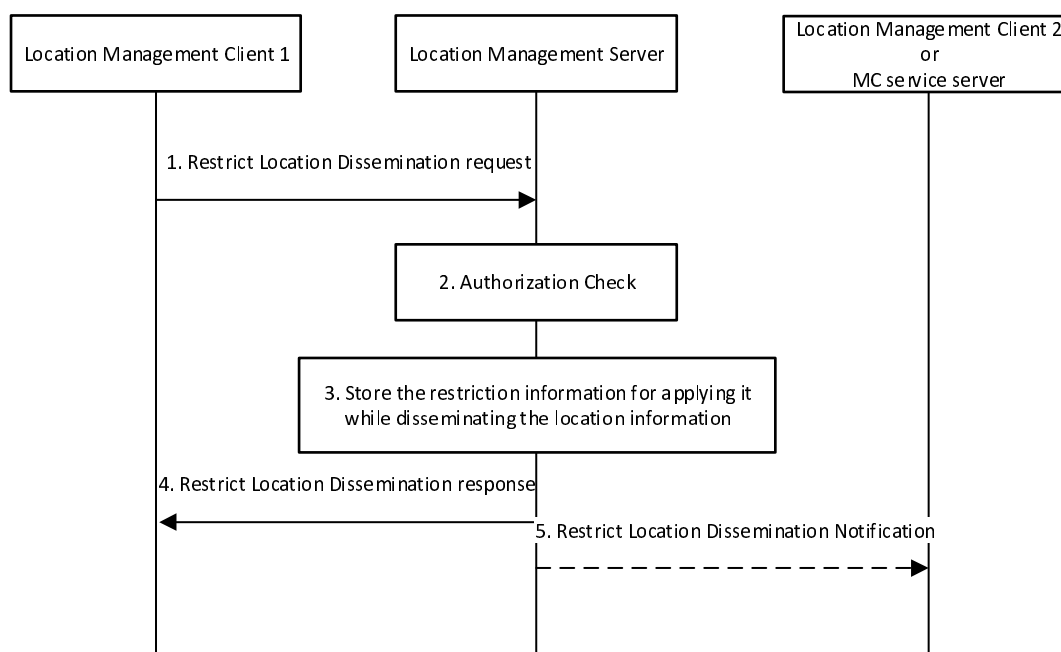 Location Management Client 1
Location Management Server
Location Management Client 2
or
MC service server
1. Restrict Location Dissemination request
2. Authorization Check
3. Store the restriction information for applying it
while disseminating the location information
4. Restrict Location Dissemination response
5. Restrict Location Dissemination Notification